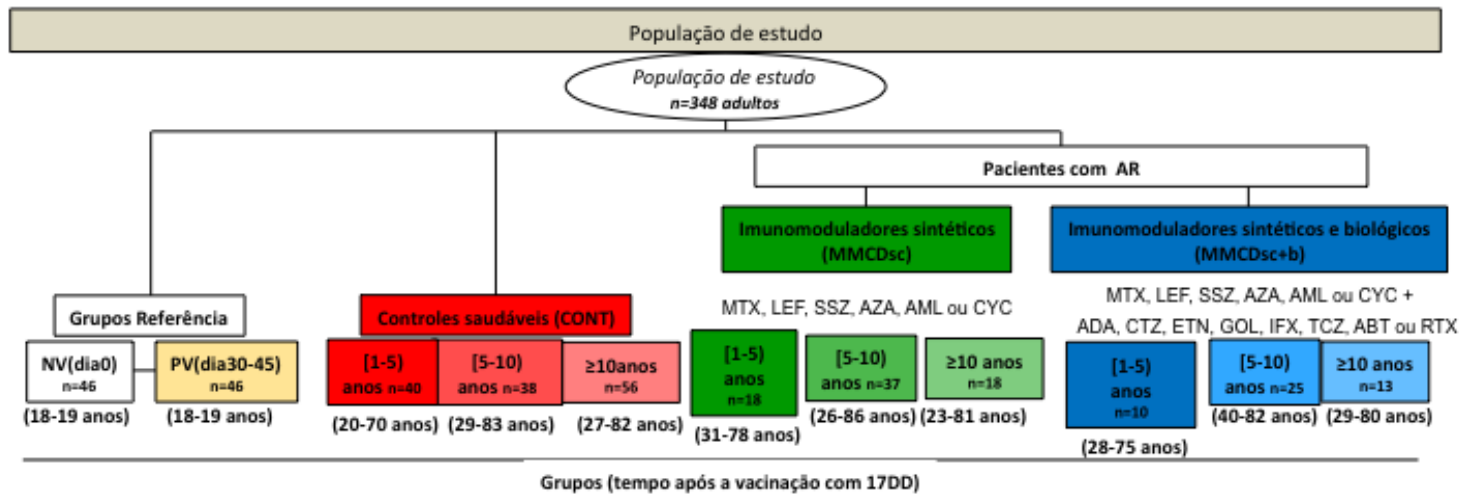 População de estudo
População de estudo
n=348 adultos
Pacientes com AR
Imunomoduladores sintéticos
(MMCDsc)
Imunomoduladores sintéticos e biológicos
(MMCDsc+b)
MTX, LEF, SSZ, AZA, AML ou CYC
MTX, LEF, SSZ, AZA, AML ou CYC +
ADA, CTZ, ETN, GOL, IFX, TCZ, ABT ou RTX
Grupos Referência
Controles saudáveis (CONT)
NV(dia0)
n=46
(18-19 anos)
PV(dia30-45)
n=46
(18-19 anos)
[1-5)
anos n=40
(20-70 anos)
[5-10)
anos n=38
(29-83 anos)
≥10anos
n=56
(27-82 anos)
[1-5)
anos
n=18
(31-78 anos)
[5-10)
anos n=37
(26-86 anos)
≥10 anos
n=18
(23-81 anos)
[1-5)
anos
n=10
(28-75 anos)
[5-10)
anos n=25
(40-82 anos)
≥10 anos
n=13
(29-80 anos)
Grupos (tempo após a vacinação com 17DD)